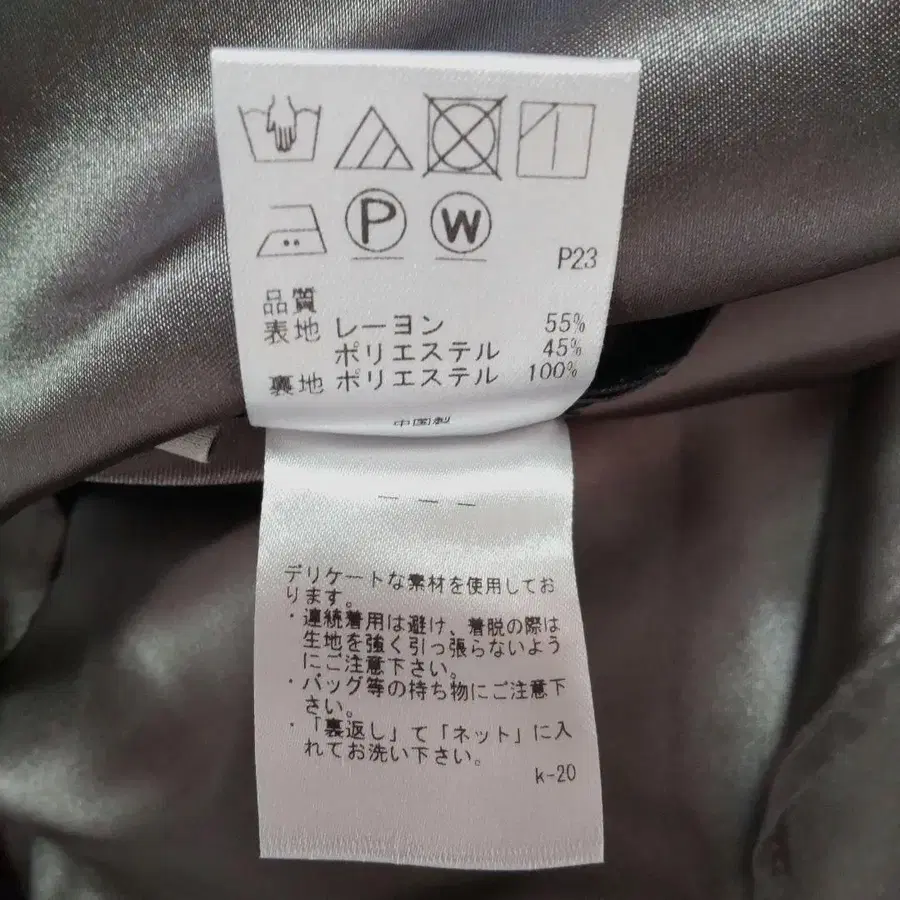 P W
P23
品質
表地 レーヨン 55%
ポリエステル 45%
裏地 ポリエステル 100%
中国製
デリケートな素材を使用してお
ります。
・連続着用は避け、着脱の際は
生地を強く引っ張らないよう
にご注意下さい。
・バッグ等の持ち物にご注意下
さい。
・「裏返し」で「ネット」に入
れてお洗い下さい。
k-20